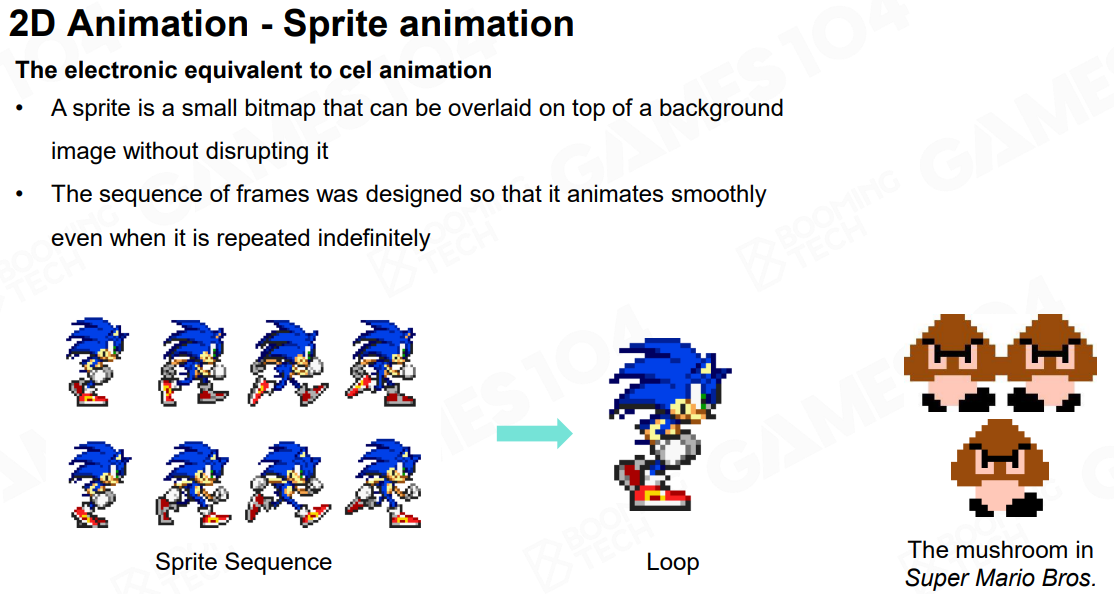 2D Animation - Sprite animation
The electronic equivalent to cel animation
• A sprite is a small bitmap that can be overlaid on top of a background
image without disrupting it
• The sequence of frames was designed so that it animates smoothly
even when it is repeated indefinitely
Sprite Sequence
Loop
The mushroom in
Super Mario Bros.
GAMES104
BOOMING
TECH